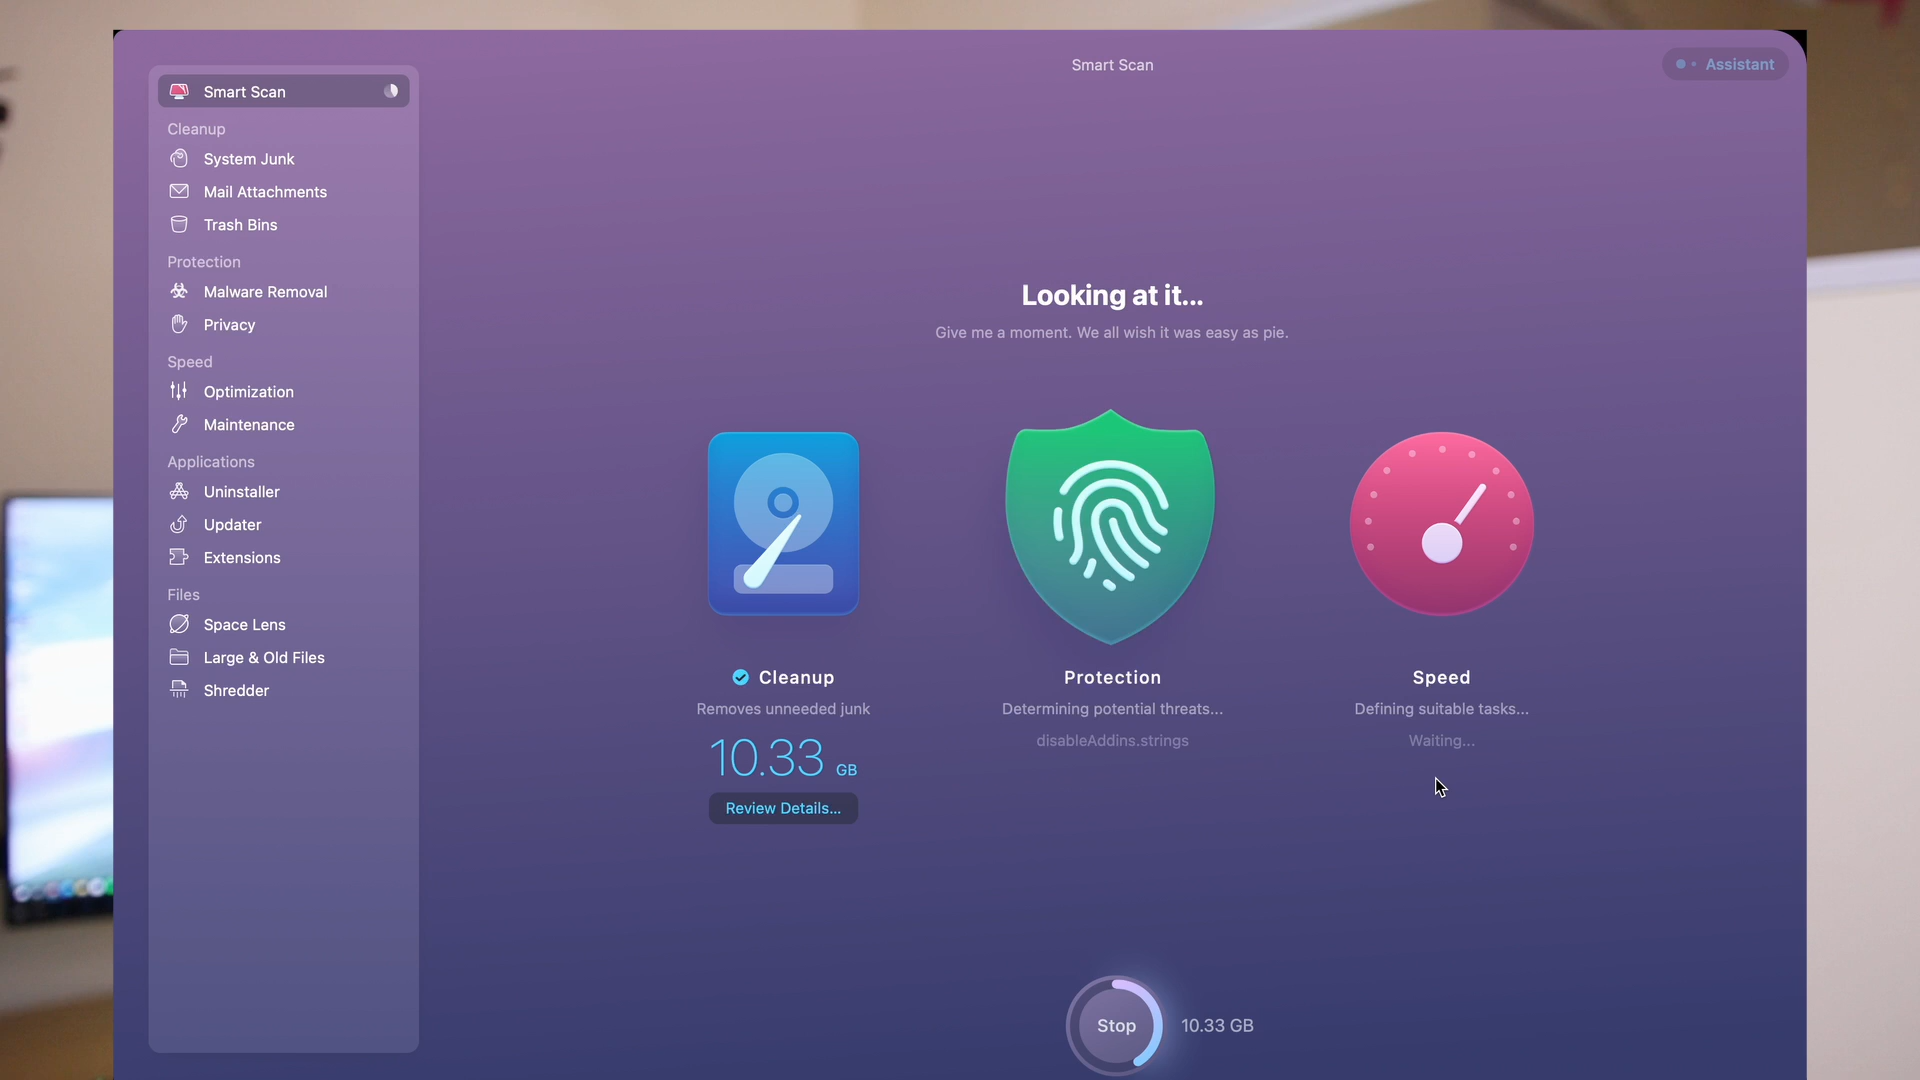 Smart Scan
Assistant
Smart Scan
Cleanup
System Junk
Mail Attachments
Trash Bins
Protection
Malware Removal
Privacy
Speed
Optimization
Maintenance
Applications
Uninstaller
Updater
Extensions
Files
Space Lens
Large & Old Files
Shredder
Looking at it...
Give me a moment. We all wish it was easy as pie.
Cleanup
Removes unneeded junk
10.33 GB
Review Details...
Protection
Determining potential threats...
disableAddins.strings
Speed
Defining suitable tasks...
Waiting...
Stop
10.33 GB